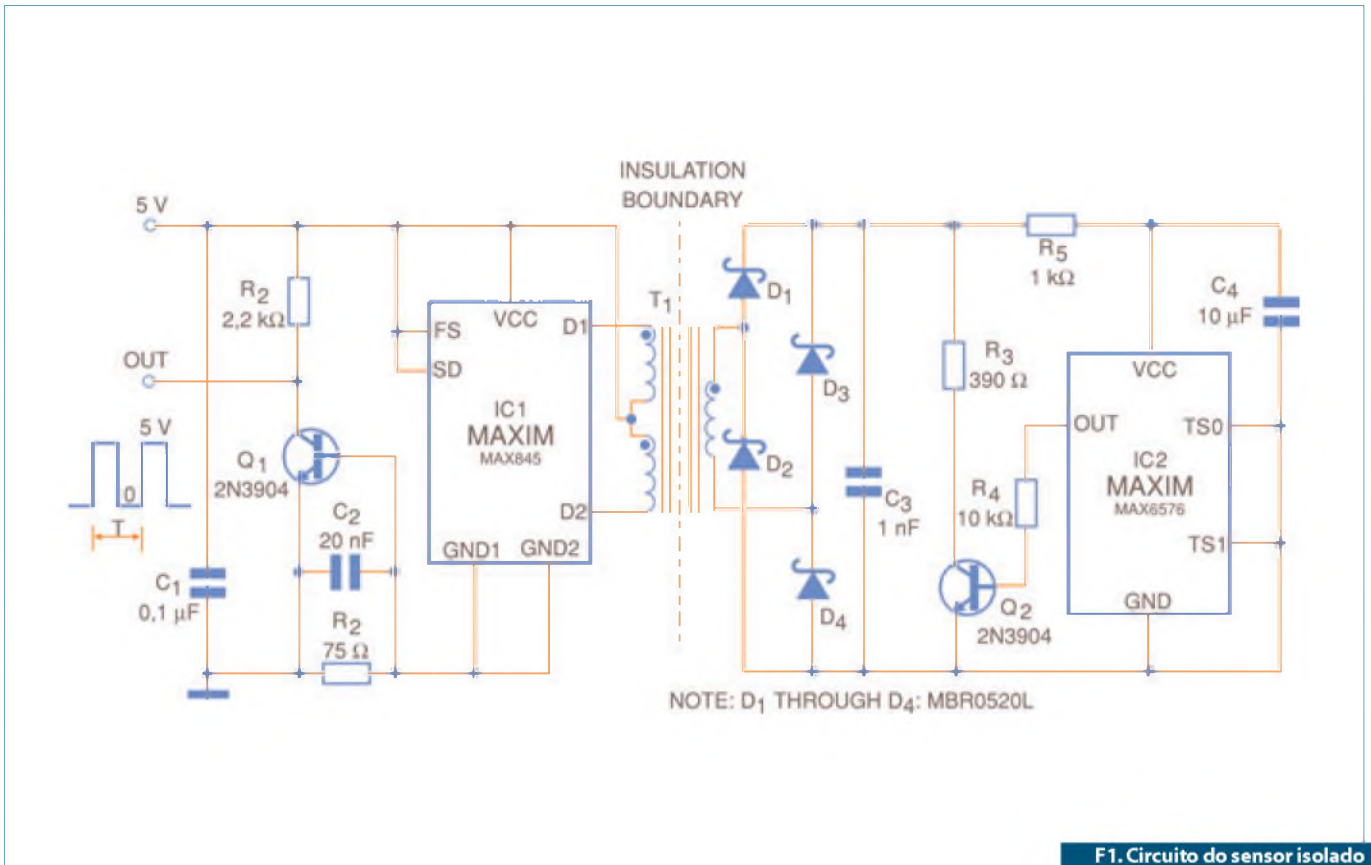 INSULATION
BOUNDARY
5 V
R2
2,2 kΩ
OUT
5 V
0
T
Q1
2N3904
C2
20 nF
C1
0,1 µF
R2
75 Ω
VCC
FS
SD
D1
IC1
MAXIM
MAX845
D2
GND1
GND2
T1
D1
D3
D2
D4
C3
1 nF
R5
1 kΩ
R3
390 Ω
R4
10 kΩ
Q2
2N3904
C4
10 µF
VCC
OUT
TS0
IC2
MAXIM
MAX6576
TS1
GND
NOTE: D1 THROUGH D4: MBR0520L
F1. Circuito do sensor isolado